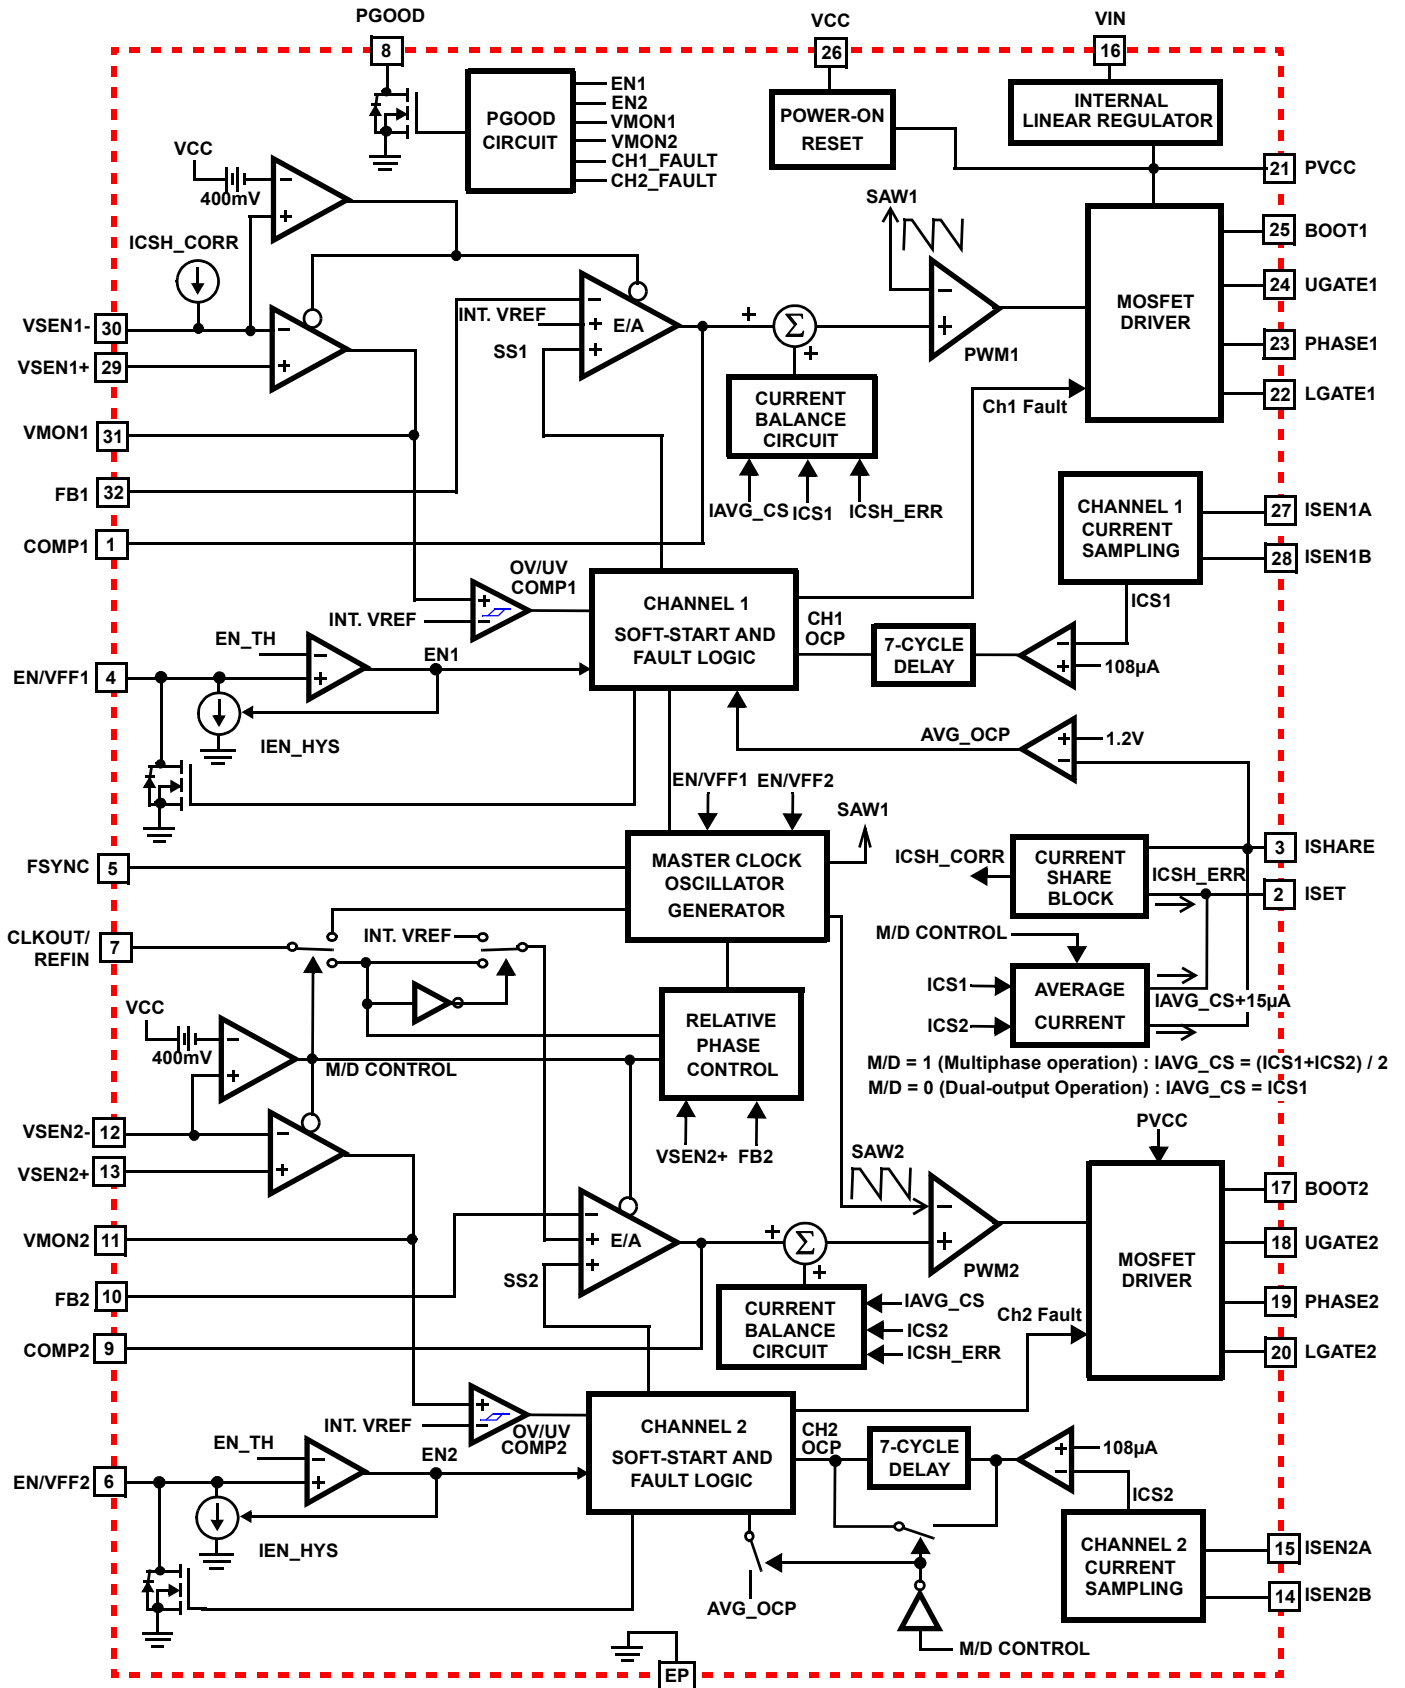 PGOOD
8
VCC
26
VIN
16
PGOOD
CIRCUIT
EN1
EN2
VMON1
VMON2
CH1_FAULT
CH2_FAULT
POWER-ON
RESET
INTERNAL
LINEAR REGULATOR
21 PVCC
VCC
400mV
−
+
ICSH_CORR
SAW1
25 BOOT1
24 UGATE1
23 PHASE1
22 LGATE1
MOSFET
DRIVER
VSEN1- 30
VSEN1+ 29
−
+
INT. VREF
SS1
−
+
+
E/A
+
Σ
+
−
+
PWM1
CURRENT
BALANCE
CIRCUIT
Ch1 Fault
VMON1 31
FB1 32
COMP1 1
IAVG_CS
ICS1
ICSH_ERR
CHANNEL 1
CURRENT
SAMPLING
27 ISEN1A
28 ISEN1B
ICS1
OV/UV
COMP1
INT. VREF
+
−
CHANNEL 1
SOFT-START AND
FAULT LOGIC
CH1
OCP
7-CYCLE
DELAY
−
+
108µA
EN_TH
−
+
EN1
EN/VFF1 4
IEN_HYS
AVG_OCP
+
−
1.2V
EN/VFF1
EN/VFF2
SAW1
FSYNC 5
MASTER CLOCK
OSCILLATOR
GENERATOR
ICSH_CORR
CURRENT
SHARE
BLOCK
ICSH_ERR
3 ISHARE
2 ISET
CLKOUT/
REFIN
7
INT. VREF
M/D CONTROL
ICS1
ICS2
AVERAGE
CURRENT
IAVG_CS+15µA
VCC
400mV
−
+
M/D CONTROL
RELATIVE
PHASE
CONTROL
M/D = 1 (Multiphase operation) : IAVG_CS = (ICS1+ICS2) / 2
M/D = 0 (Dual-output Operation) : IAVG_CS = ICS1
VSEN2- 12
VSEN2+ 13
−
+
VSEN2+
FB2
SAW2
PVCC
MOSFET
DRIVER
17 BOOT2
18 UGATE2
19 PHASE2
20 LGATE2
VMON2 11
FB2 10
COMP2 9
−
+
+
E/A
SS2
+
Σ
+
−
+
PWM2
CURRENT
BALANCE
CIRCUIT
IAVG_CS
ICS2
ICSH_ERR
Ch2 Fault
INT. VREF
+
−
OV/UV
COMP2
CHANNEL 2
SOFT-START AND
FAULT LOGIC
CH2
OCP
7-CYCLE
DELAY
+
−
108µA
ICS2
EN_TH
−
+
EN2
EN/VFF2 6
IEN_HYS
CHANNEL 2
CURRENT
SAMPLING
15 ISEN2A
14 ISEN2B
AVG_OCP
M/D CONTROL
EP